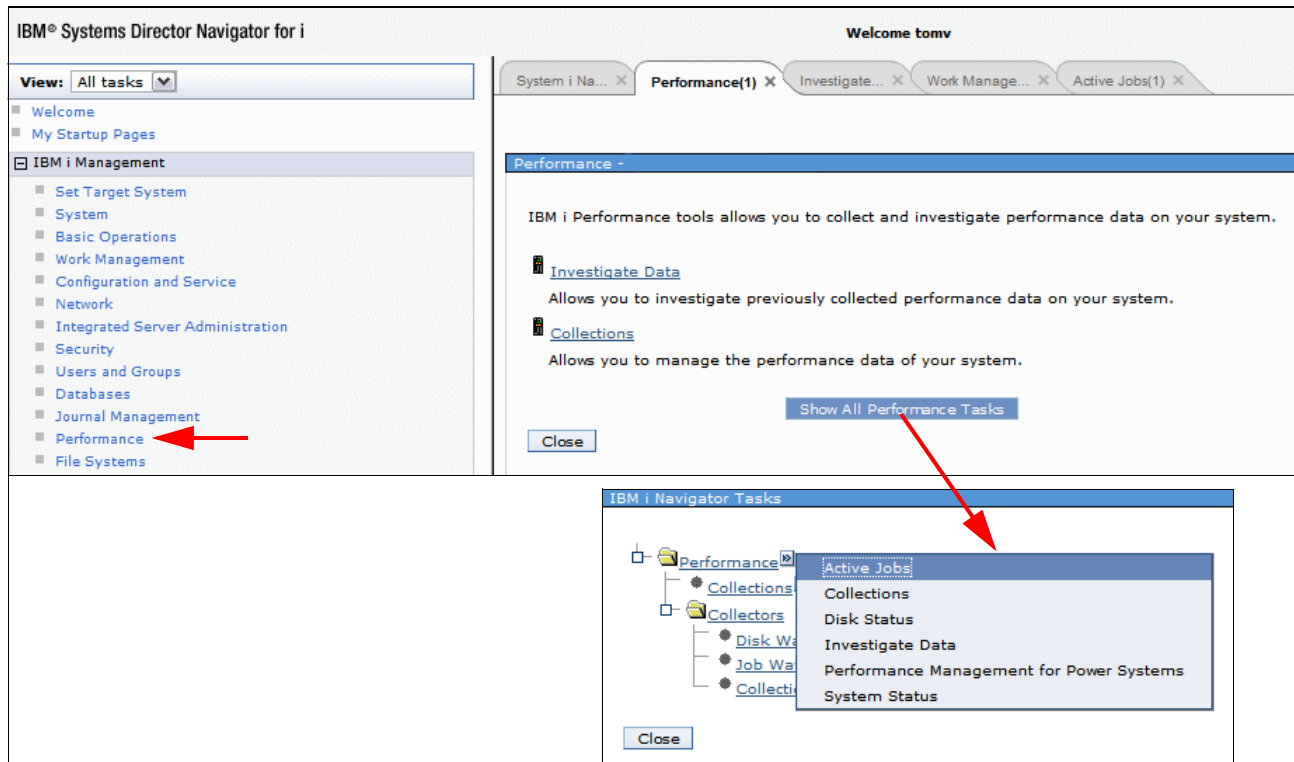 IBM® Systems Director Navigator for i
Welcome tomv
View: All tasks
Welcome
My Startup Pages
IBM i Management
Set Target System
System
Basic Operations
Work Management
Configuration and Service
Network
Integrated Server Administration
Security
Users and Groups
Databases
Journal Management
Performance
File Systems
System i Na... Performance(1) Investigate... Work Manage... Active Jobs(1)
Performance -
IBM i Performance tools allows you to collect and investigate performance data on your system.
Investigate Data
Allows you to investigate previously collected performance data on your system.
Collections
Allows you to manage the performance data of your system.
Show All Performance Tasks
Close
IBM i Navigator Tasks
Performance
Collections
Collectors
Disk Wa
Job Wat
Collectio
Active Jobs
Collections
Disk Status
Investigate Data
Performance Management for Power Systems
System Status
Close